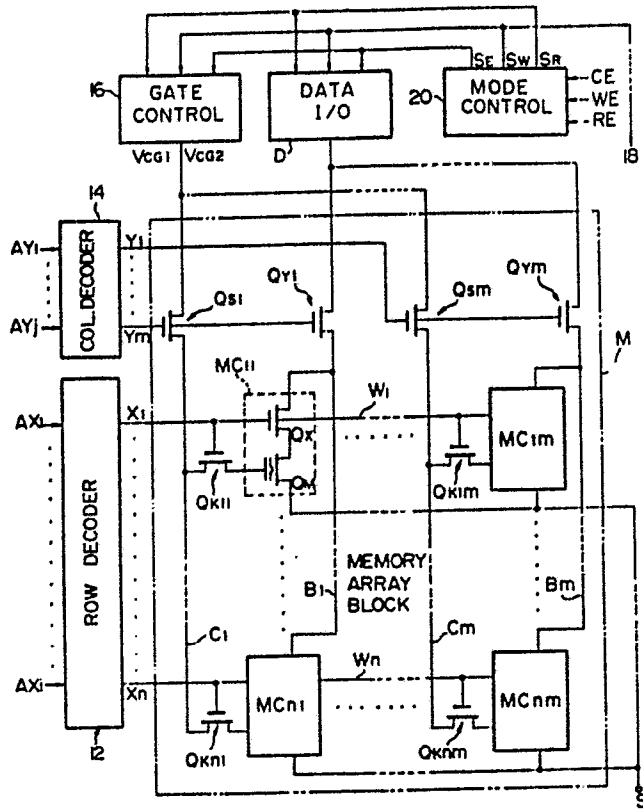 16
GATE
CONTROL
DATA
I/O
SE SW SR
20
MODE
CONTROL
CE
WE
RE
VCG1 VCG2
D
18
14
AY1
AYj
COL.DECODER
Y1
Ym
QS1
QY1
QSm
QYm
M
MC11
AX1
AXi
ROW DECODER
12
X1
Xn
QX
QM
QK11
W1
QK1m
MC1m
MEMORY
ARRAY
BLOCK
B1
Bm
C1
Cm
Wn
MCn1
MCnm
QKn1
QKnm